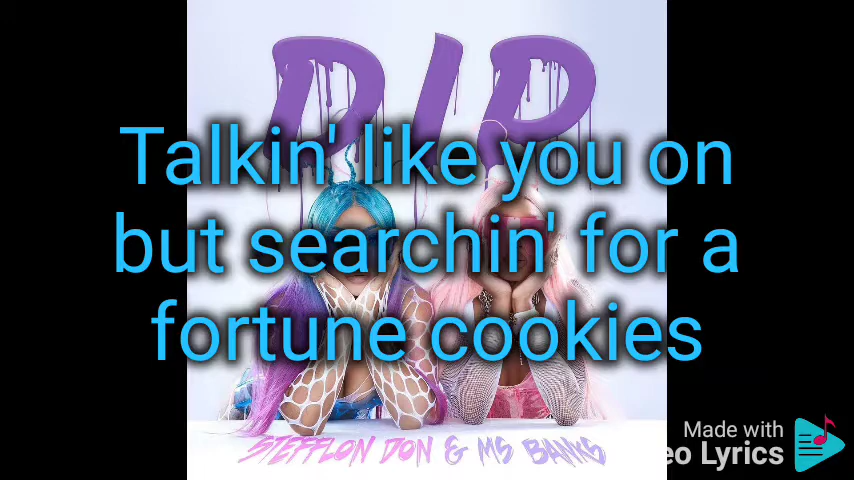 DIP
Talkin' like you on
but searchin' for a
fortune cookies
STEFFLON DON & MS BANKS
Made with
eo Lyrics